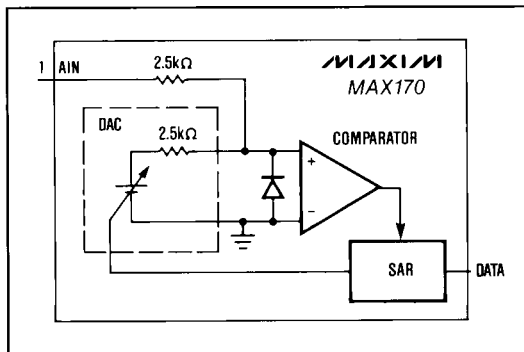 1 AIN
2.5kΩ
MAXIM
MAX170
DAC
2.5kΩ
COMPARATOR
+
−
SAR
DATA